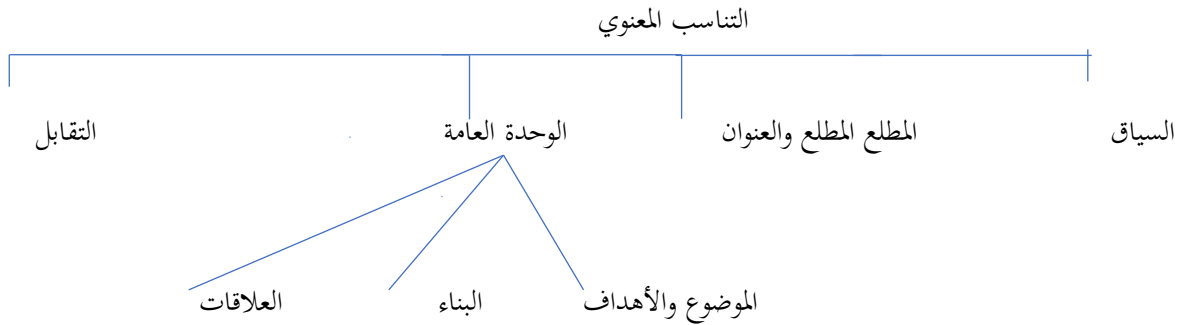 التناسب المعنوي
السياق
المطلع المطلع والعنوان
الوحدة العامة
التقابل
الموضوع والأهداف
البناء
العلاقات